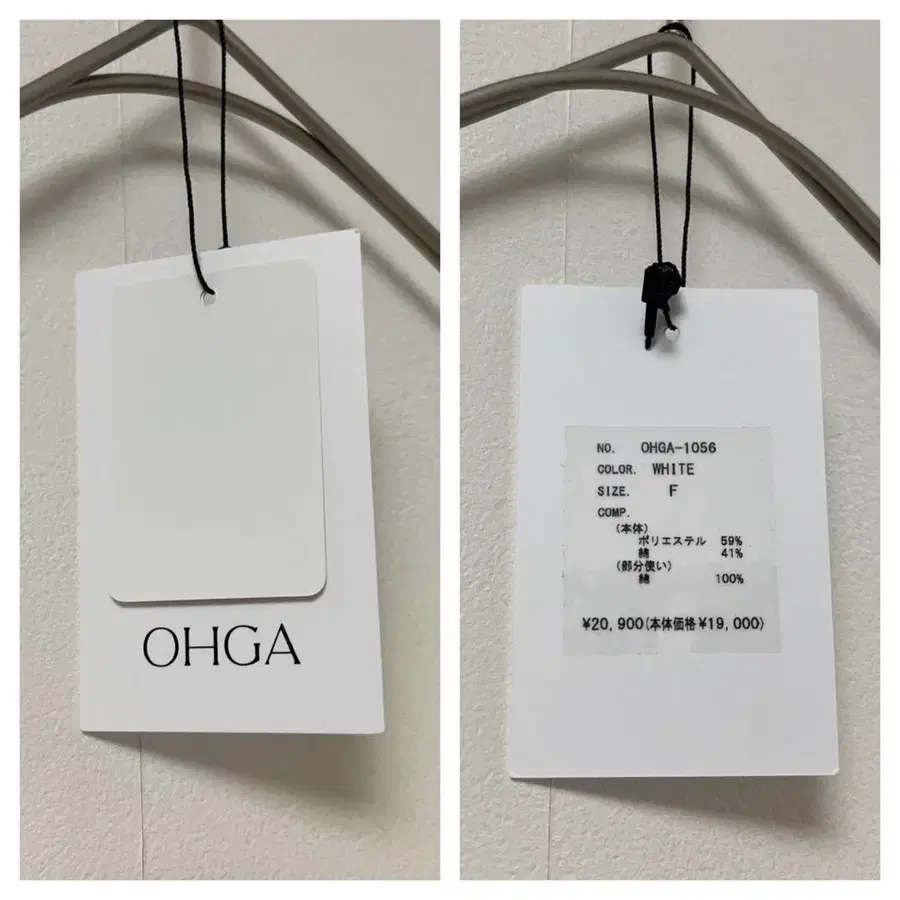 OHGA
NO. OHGA-1056
COLOR. WHITE
SIZE. F
COMP.
(本体)
ポリエステル 59%
綿 41%
(部分使い)
綿 100%
¥20,900(本体価格¥19,000)